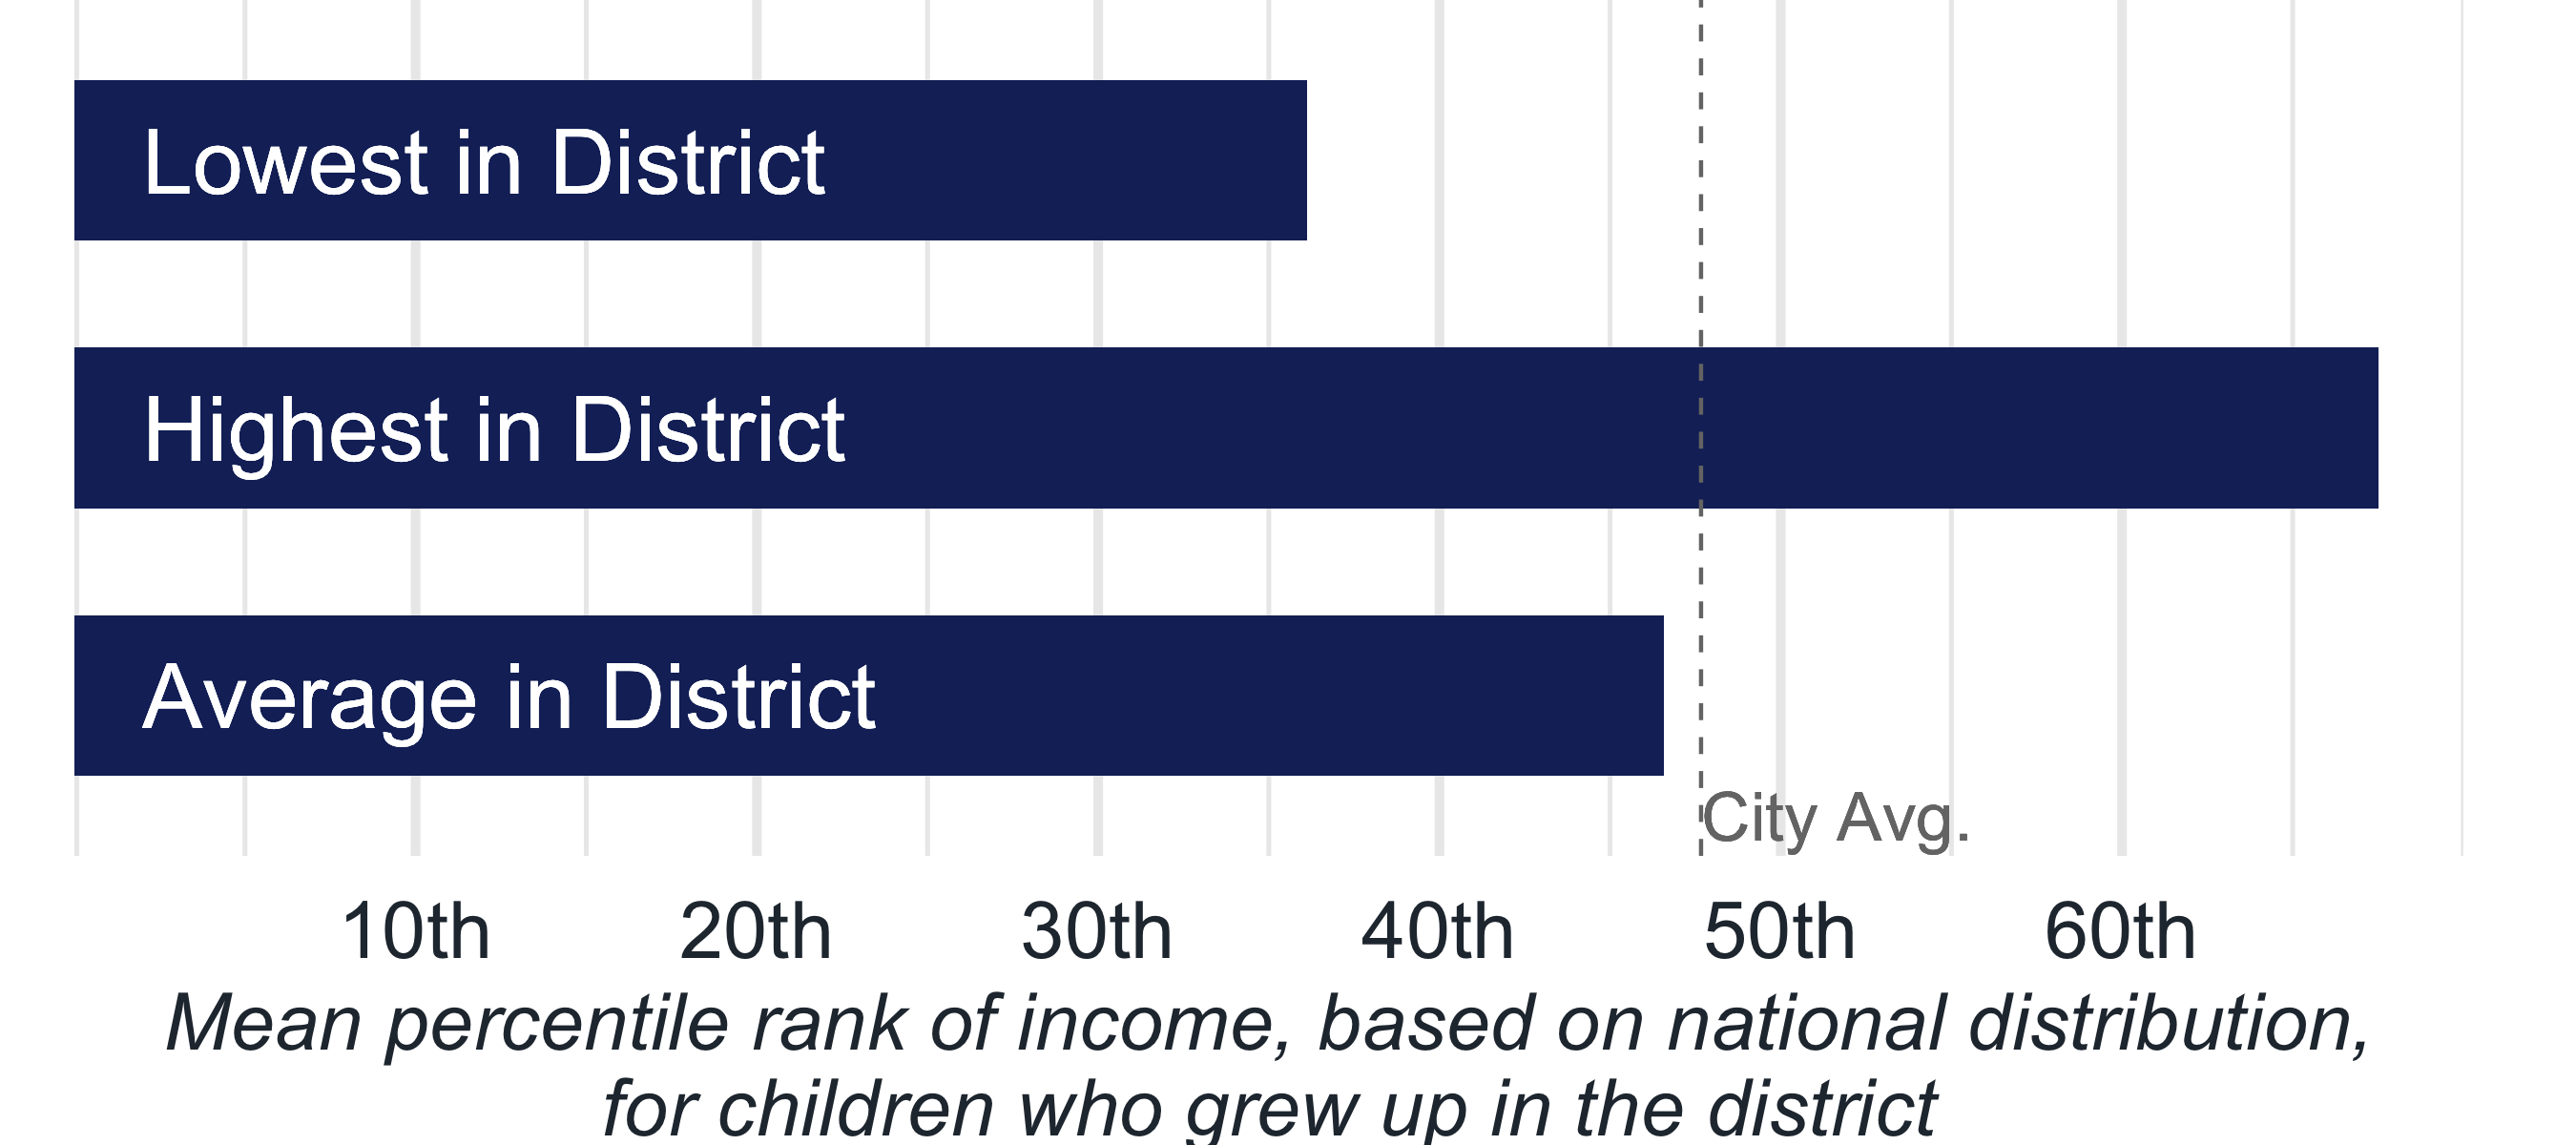 Lowest in District
Highest in District
Average in District
City Avg.
10th 20th 30th 40th 50th 60th
Mean percentile rank of income, based on national distribution,
for children who grew up in the district